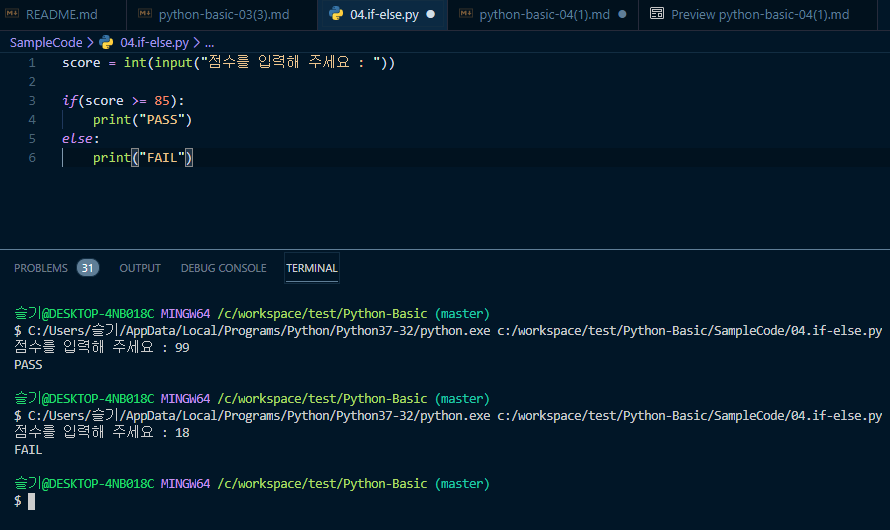 README.md python-basic-03(3).md 04.if-else.py python-basic-04(1).md Preview python-basic-04(1).md
SampleCode > 04.if-else.py > ...
1 score = int(input("점수를 입력해 주세요 : "))
2
3 if(score >= 85):
4 print("PASS")
5 else:
6 print("FAIL")
PROBLEMS 31 OUTPUT DEBUG CONSOLE TERMINAL
슬기@DESKTOP-4NB018C MINGW64 /c/workspace/test/Python-Basic (master)
$ C:/Users/슬기/AppData/Local/Programs/Python/Python37-32/python.exe c:/workspace/test/Python-Basic/SampleCode/04.if-else.py
점수를 입력해 주세요 : 99
PASS
슬기@DESKTOP-4NB018C MINGW64 /c/workspace/test/Python-Basic (master)
$ C:/Users/슬기/AppData/Local/Programs/Python/Python37-32/python.exe c:/workspace/test/Python-Basic/SampleCode/04.if-else.py
점수를 입력해 주세요 : 18
FAIL
슬기@DESKTOP-4NB018C MINGW64 /c/workspace/test/Python-Basic (master)
$